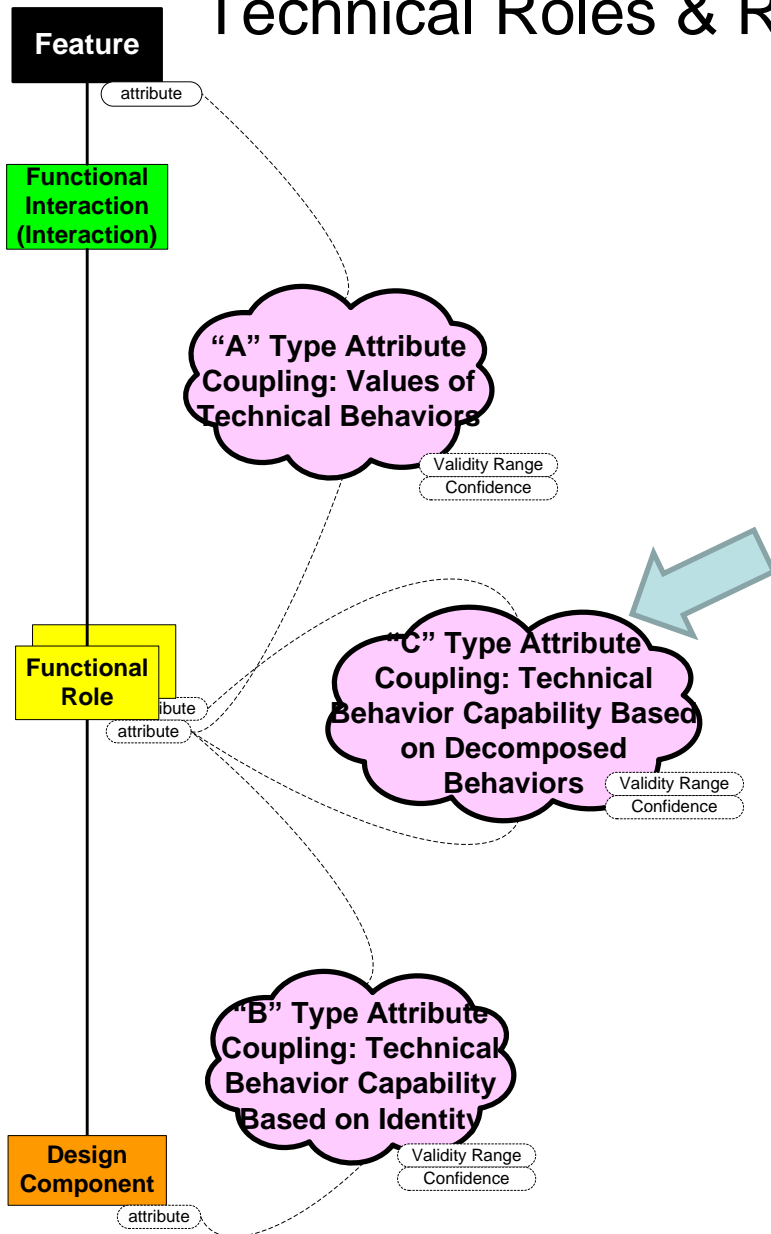 Technical Roles & R
Feature
attribute
Functional
Interaction
(Interaction)
“A” Type Attribute
Coupling: Values of
Technical Behaviors
Validity Range
Confidence
Functional
Role
ibute
attribute
“C” Type Attribute
Coupling: Technical
Behavior Capability Based
on Decomposed
Behaviors
Validity Range
Confidence
“B” Type Attribute
Coupling: Technical
Behavior Capability
Based on Identity
Validity Range
Confidence
Design
Component
attribute